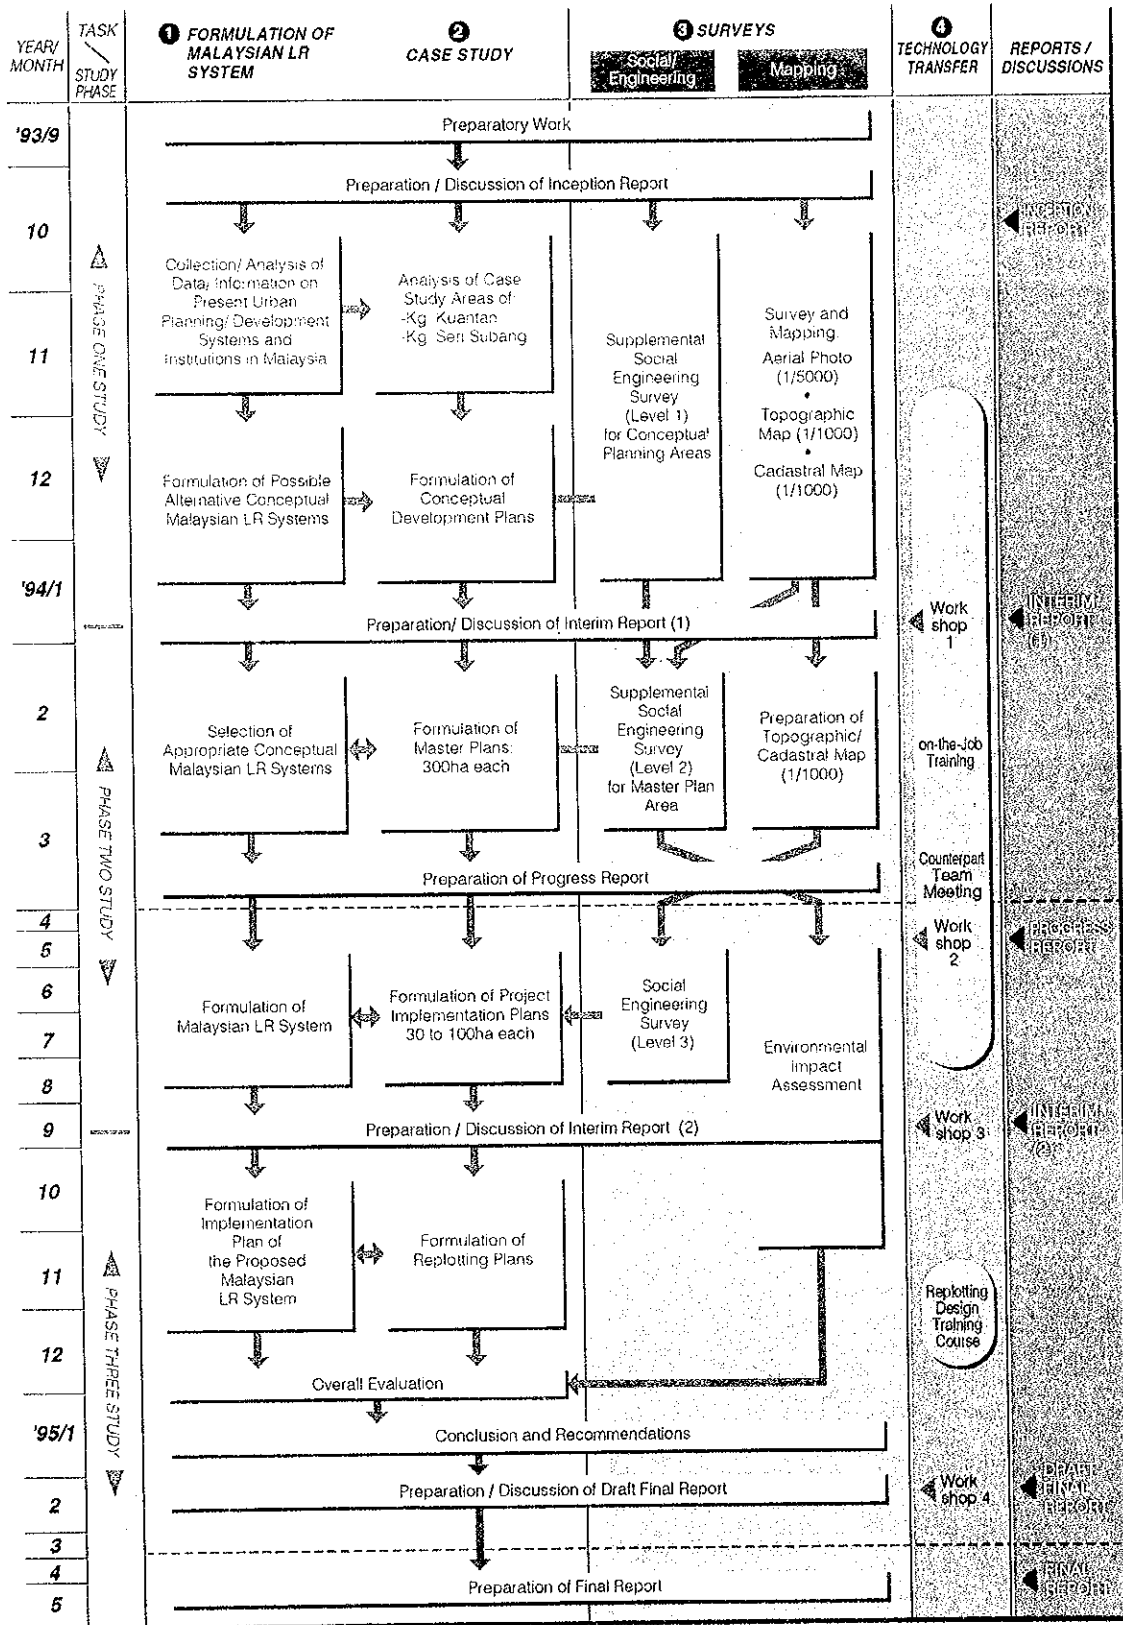 YEAR/
MONTH
TASK
STUDY
PHASE
1 FORMULATION OF
MALAYSIAN LR
SYSTEM
2
CASE STUDY
3 SURVEYS
Social/
Engineering
Mapping
4
TECHNOLOGY
TRANSFER
REPORTS /
DISCUSSIONS
'93/9
10
11
12
'94/1
2
3
4
5
6
7
8
9
10
11
12
'95/1
2
3
4
5
PHASE ONE STUDY
PHASE TWO STUDY
PHASE THREE STUDY
Preparatory Work
Preparation / Discussion of Inception Report
Collection/ Analysis of
Data/ Information on
Present Urban
Planning/ Development
Systems and
Institutions in Malaysia
Analysis of Case
Study Areas of
-Kg Kuantan
-Kg Seri Subang
Supplemental
Social
Engineering
Survey
(Level 1)
for Conceptual
Planning Areas
Survey and
Mapping
Aerial Photo
(1/5000)
•
Topographic
Map (1/1000)
•
Cadastral Map
(1/1000)
Formulation of Possible
Alternative Conceptual
Malaysian LR Systems
Formulation of
Conceptual
Development Plans
Preparation/ Discussion of Interim Report (1)
Selection of
Appropriate Conceptual
Malaysian LR Systems
Formulation of
Master Plans:
300ha each
Supplemental
Social
Engineering
Survey
(Level 2)
for Master Plan
Area
Preparation of
Topographic/
Cadastral Map
(1/1000)
Preparation of Progress Report
Formulation of
Malaysian LR System
Formulation of Project
Implementation Plans
30 to 100ha each
Social
Engineering
Survey
(Level 3)
Environmental
Impact
Assessment
Preparation / Discussion of Interim Report (2)
Formulation of
Implementation
Plan of
the Proposed
Malaysian
LR System
Formulation of
Replotting Plans
Overall Evaluation
Conclusion and Recommendations
Preparation / Discussion of Draft Final Report
Preparation of Final Report
Work
shop
1
on-the-Job
Training
Counterpart
Team
Meeting
Work
shop
2
Work
shop 3
Replotting
Design
Training
Course
Work
shop 4
INCEPTION
REPORT
INTERIM
REPORT
(1)
PROGRESS
REPORT
INTERIM
REPORT
(2)
DRAFT
FINAL
REPORT
FINAL
REPORT